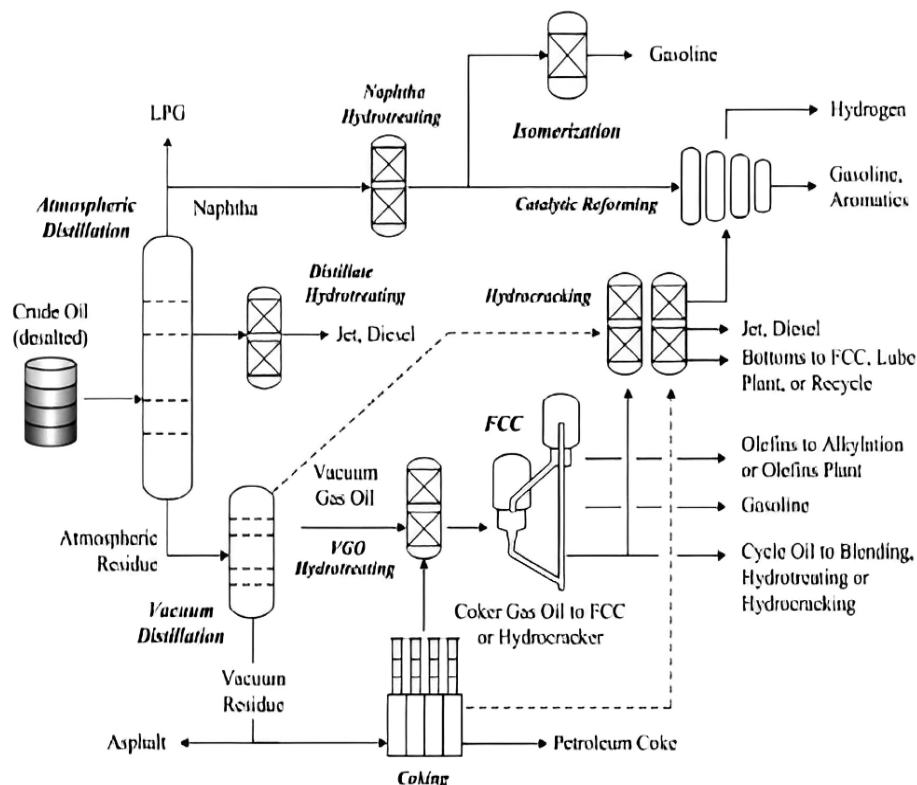 Gasoline
Naphtha
Hydrotreating
LPG
Isomerization
Hydrogen
Gasoline,
Aromatics
Atmospheric
Distillation
Naphtha
Catalytic Reforming
Distillate
Hydrotreating
Hydrocracking
Crude Oil
(desalted)
Jet, Diesel
Jet, Diesel
Bottoms to FCC, Lube
Plant, or Recycle
FCC
Vacuum
Gas Oil
Olefins to Alkylation
or Olefins Plant
Gasoline
Atmospheric
Residue
VGO
Hydrotreating
Cycle Oil to Blending,
Hydrotreating or
Hydrocracking
Vacuum
Distillation
Coker Gas Oil to FCC
or Hydrocracker
Vacuum
Residue
Asphalt
Petroleum Coke
Coking